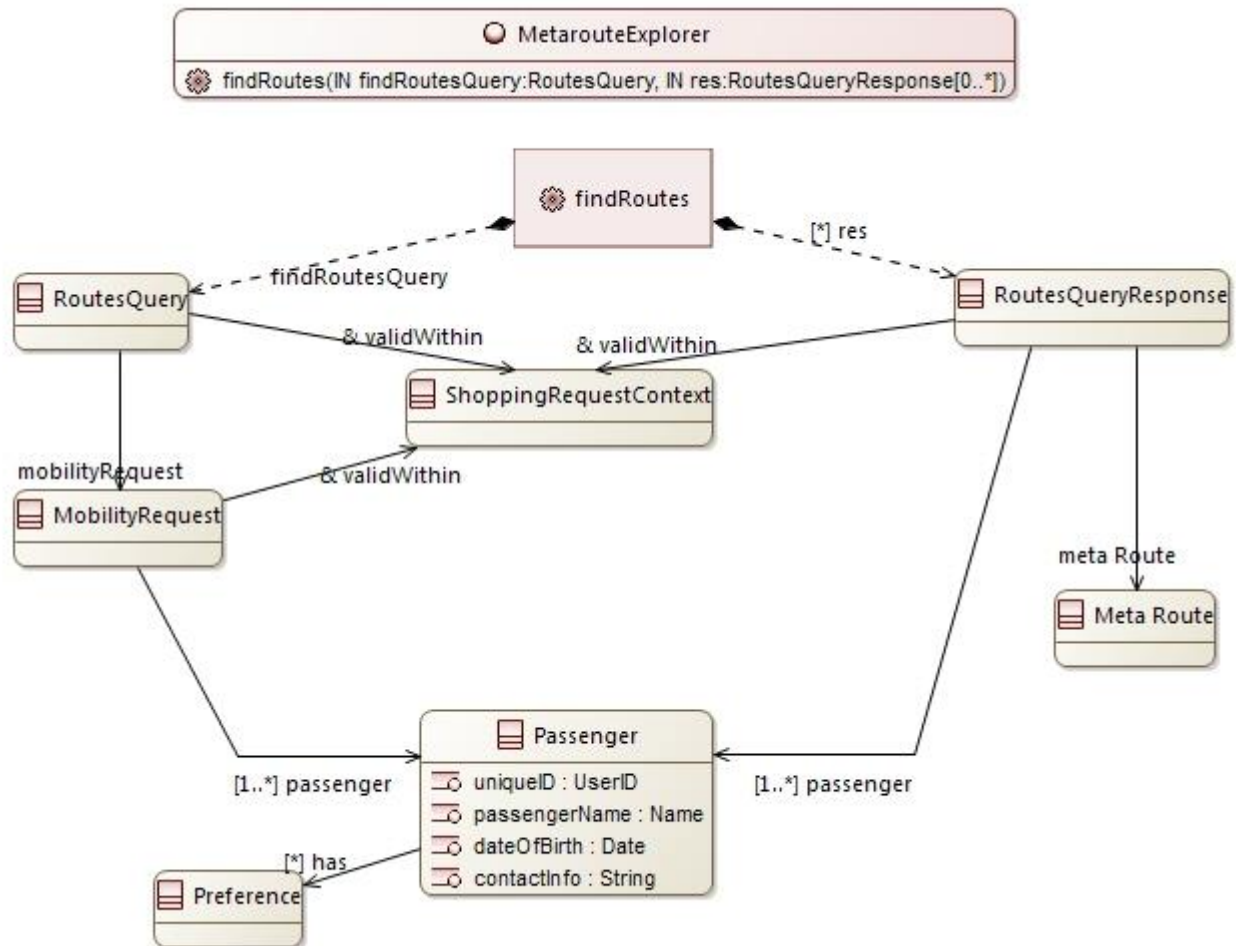 MetarouteExplorer
findRoutes(IN findRoutesQuery:RoutesQuery, IN res:RoutesQueryResponse[0..*])
findRoutes
[*] res
findRoutesQuery
RoutesQuery
RoutesQueryResponse
& validWithin
& validWithin
ShoppingRequestContext
mobilityRequest
& validWithin
MobilityRequest
meta Route
Meta Route
Passenger
[1..*] passenger
uniqueID : UserID
[1..*] passenger
passengerName : Name
dateOfBirth : Date
[*] has
contactInfo : String
Preference